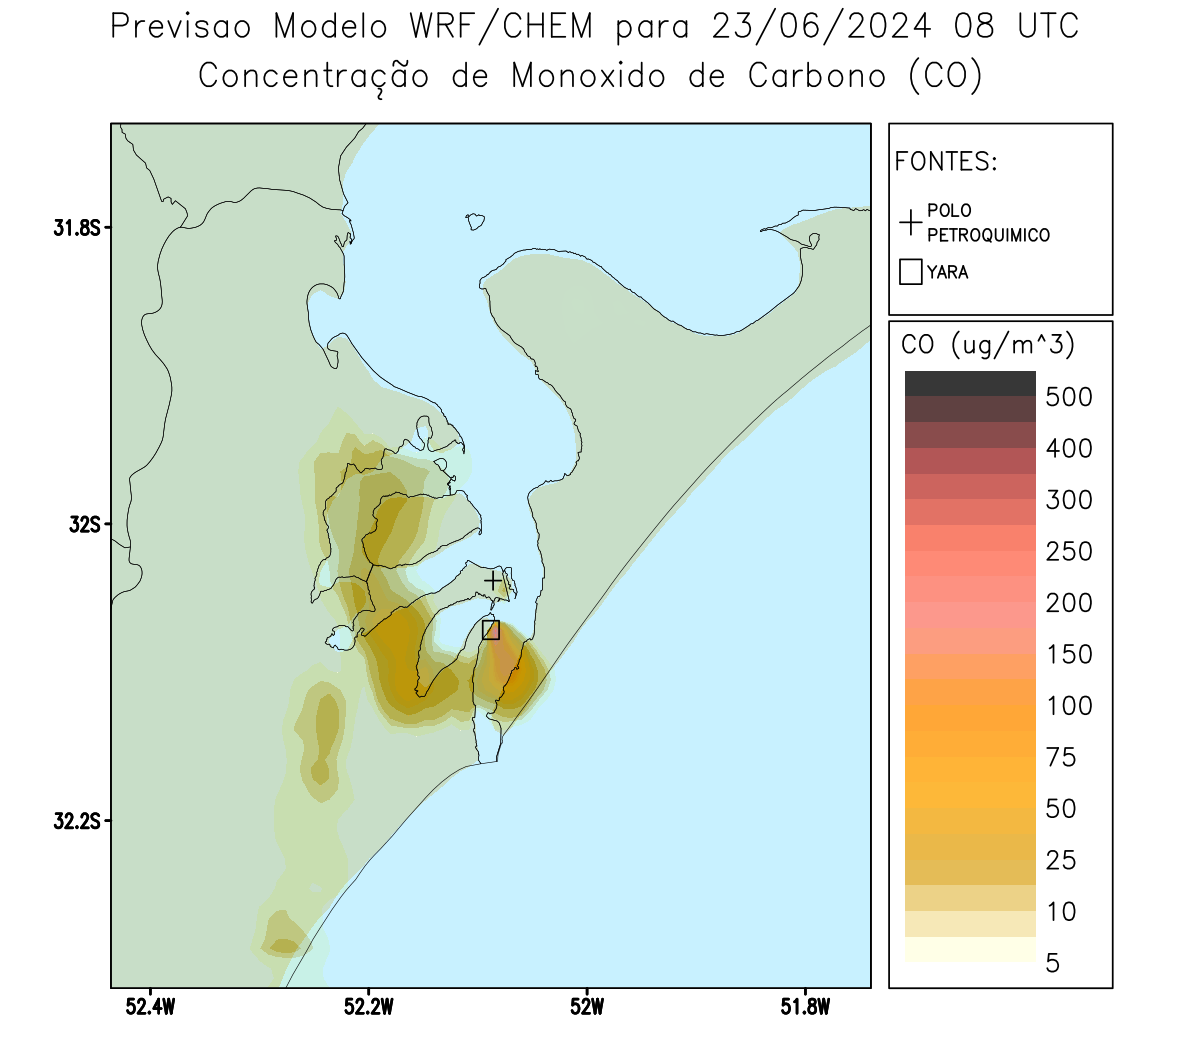 Previsao Modelo WRF/CHEM para 23/06/2024 08 UTC
Concentração de Monoxido de Carbono (CO)
FONTES:
POLO
PETROQUIMICO
YARA
CO (ug/m^3)
500
400
300
250
200
150
100
75
50
25
10
5
31.8S
32S
32.2S
52.4W
52.2W
52W
51.8W